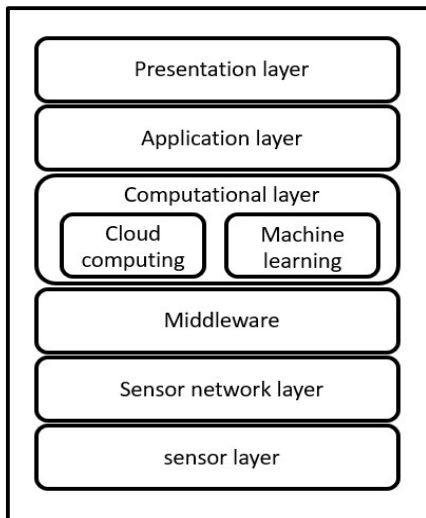 Presentation layer
Application layer
Computational layer
Cloud
computing
Machine
learning
Middleware
Sensor network layer
sensor layer